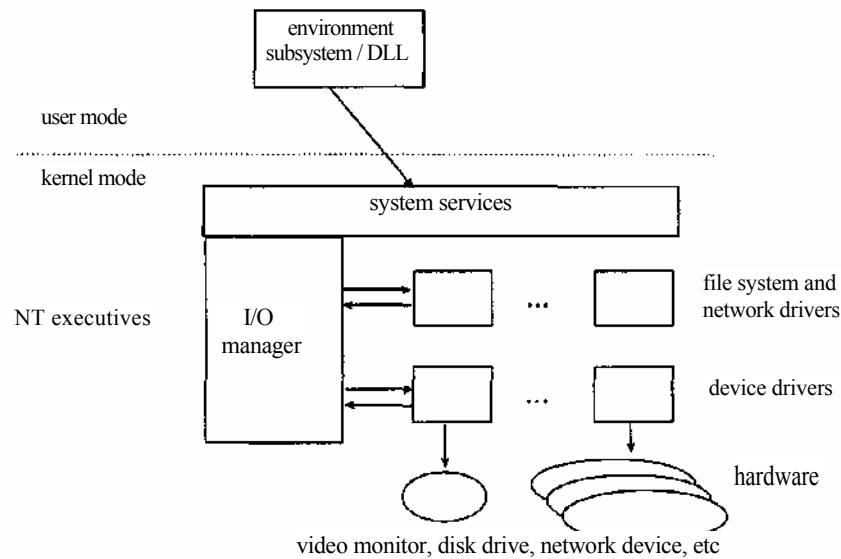 environment
subsystem / DLL
user mode
kernel mode
system services
NT executives
I/O
manager
...
file system and
network drivers
...
device drivers
hardware
video monitor, disk drive, network device, etc